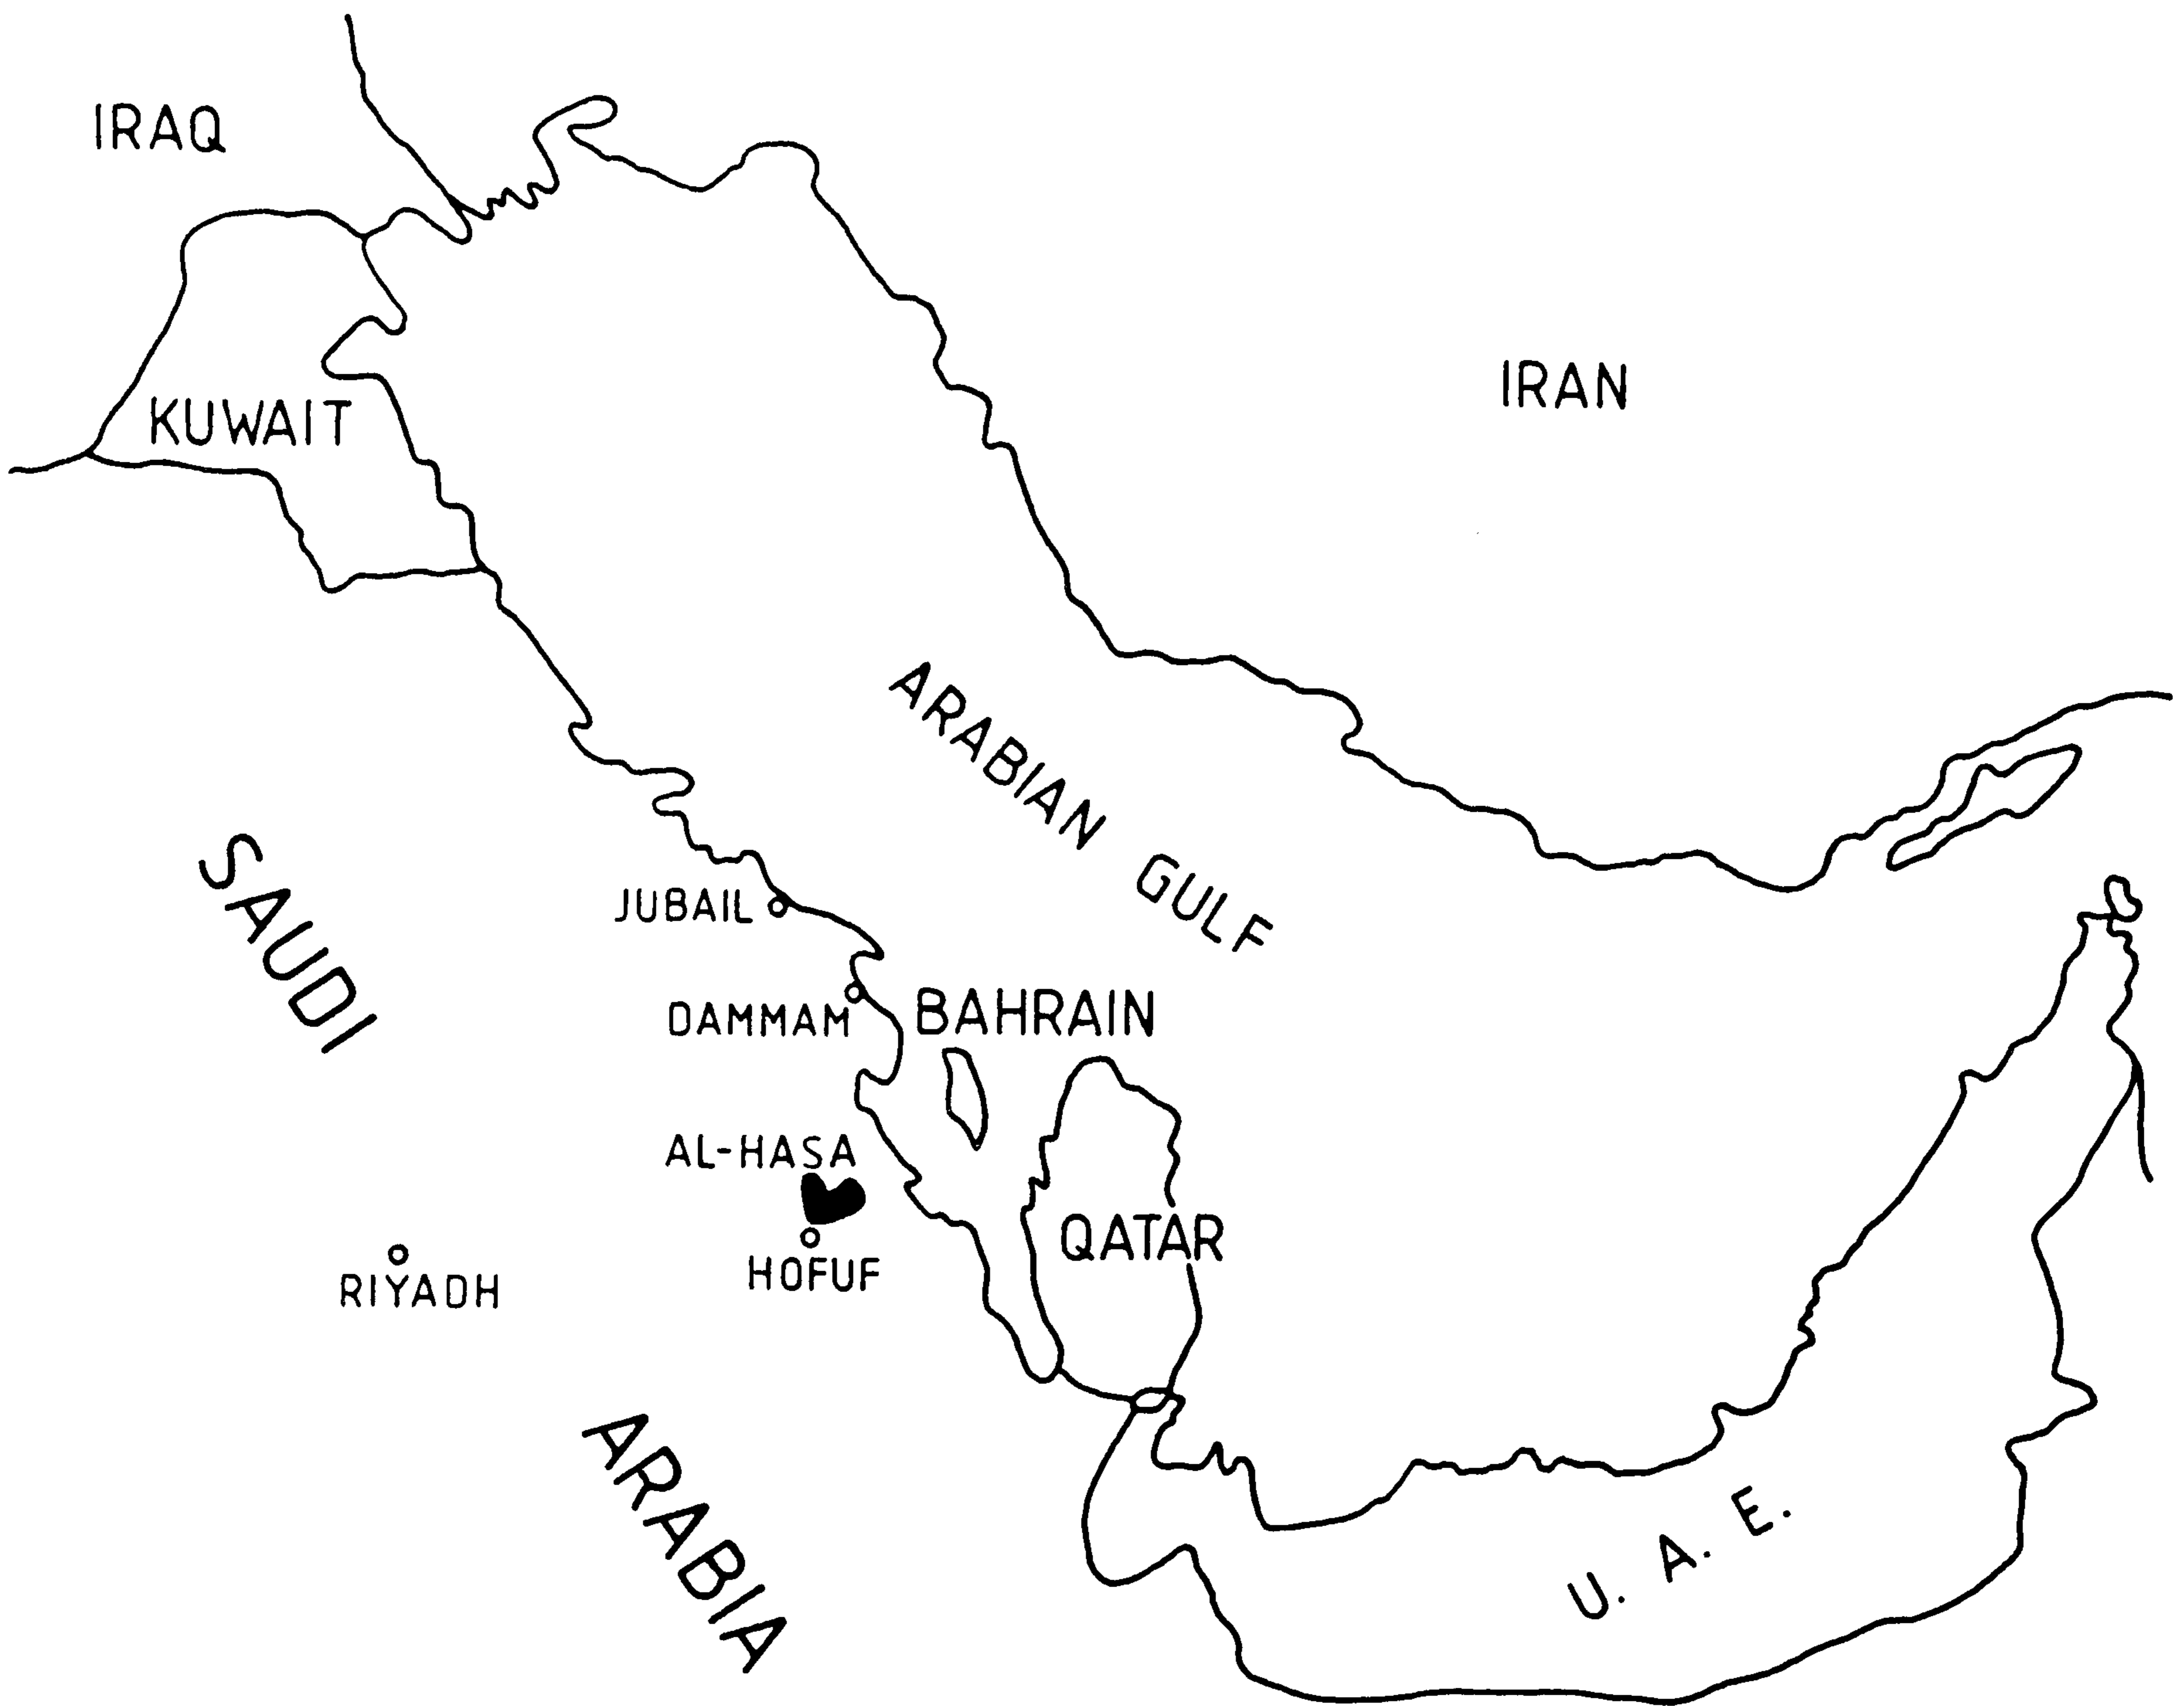 IRAQ
IRAN
KUWAIT
ARABIAN GULF
SAUDI
JUBAIL
DAMMAM
BAHRAIN
AL-HASA
QATAR
HOFUF
RIYADH
ARABIA
U. A. E.